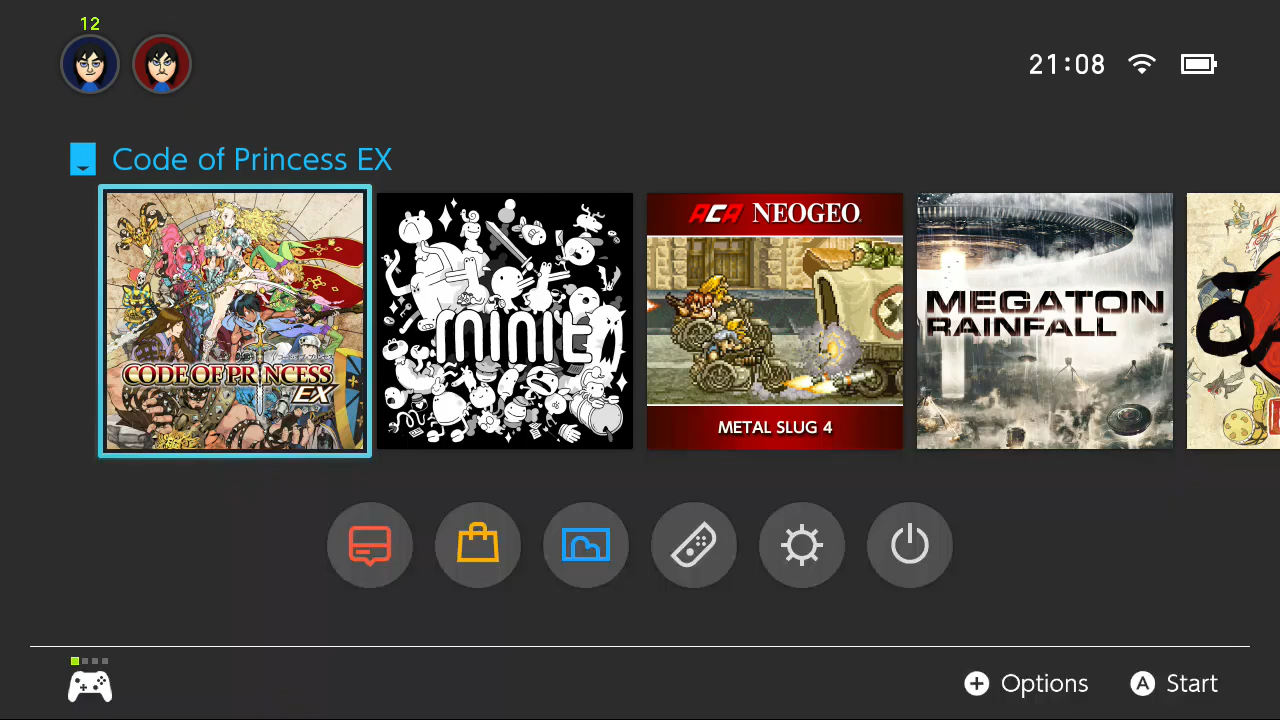 12
21:08
Code of Princess EX
CODE OF PRINCESS
EX
minit
ACA NEOGEO
METAL SLUG 4
MEGATON
RAINFALL
Options
A Start